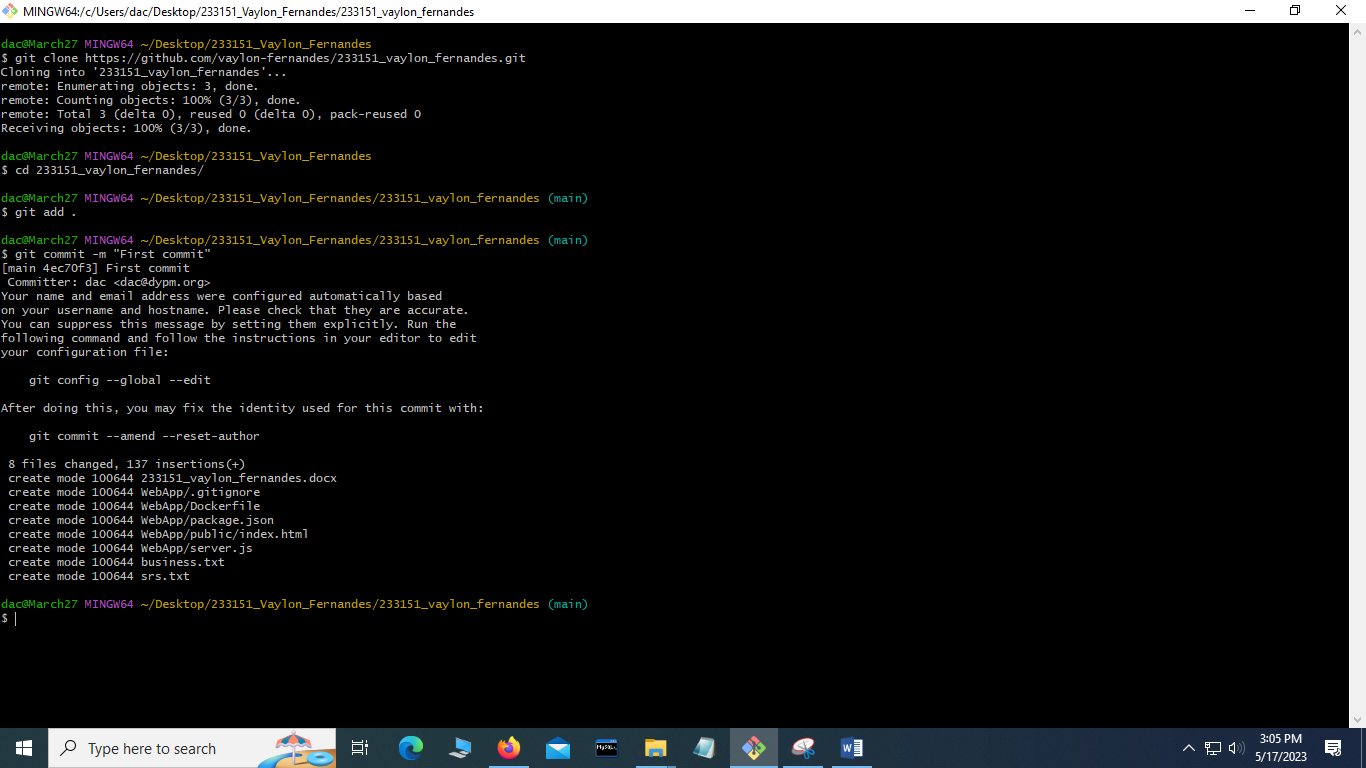 MINGW64:/c/Users/dac/Desktop/233151_Vaylon_Fernandes/233151_vaylon_fernandes
dac@March27 MINGW64 ~/Desktop/233151_Vaylon_Fernandes
$ git clone https://github.com/vaylon-fernandes/233151_vaylon_fernandes.git
Cloning into '233151_vaylon_fernandes'...
remote: Enumerating objects: 3, done.
remote: Counting objects: 100% (3/3), done.
remote: Total 3 (delta 0), reused 0 (delta 0), pack-reused 0
Receiving objects: 100% (3/3), done.
dac@March27 MINGW64 ~/Desktop/233151_Vaylon_Fernandes
$ cd 233151_vaylon_fernandes/
dac@March27 MINGW64 ~/Desktop/233151_Vaylon_Fernandes/233151_vaylon_fernandes (main)
$ git add .
dac@March27 MINGW64 ~/Desktop/233151_Vaylon_Fernandes/233151_vaylon_fernandes (main)
$ git commit -m "First commit"
[main 4ec70f3] First commit
Committer: dac <dac@dypm.org>
Your name and email address were configured automatically based
on your username and hostname. Please check that they are accurate.
You can suppress this message by setting them explicitly. Run the
following command and follow the instructions in your editor to edit
your configuration file:
git config --global --edit
After doing this, you may fix the identity used for this commit with:
git commit --amend --reset-author
8 files changed, 137 insertions(+)
create mode 100644 233151_vaylon_fernandes.docx
create mode 100644 WebApp/.gitignore
create mode 100644 WebApp/Dockerfile
create mode 100644 WebApp/package.json
create mode 100644 WebApp/public/index.html
create mode 100644 WebApp/server.js
create mode 100644 business.txt
create mode 100644 srs.txt
dac@March27 MINGW64 ~/Desktop/233151_Vaylon_Fernandes/233151_vaylon_fernandes (main)
$
Type here to search
3:05 PM
5/17/2023